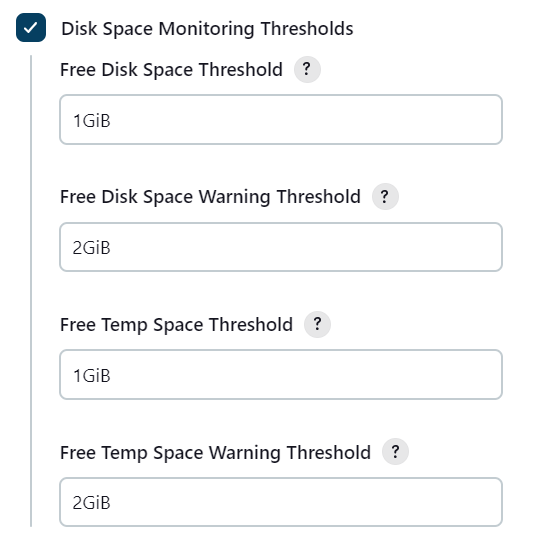 Disk Space Monitoring Thresholds
Free Disk Space Threshold ?
1GiB
Free Disk Space Warning Threshold ?
2GiB
Free Temp Space Threshold ?
1GiB
Free Temp Space Warning Threshold ?
2GiB